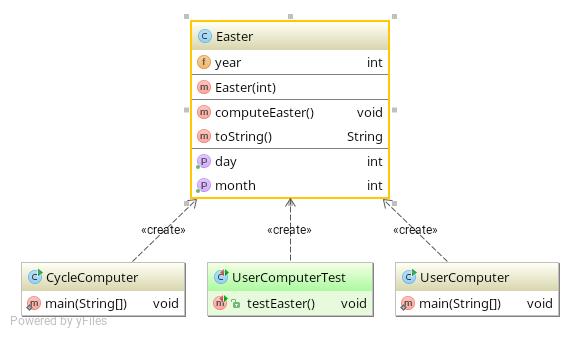 Easter
year int
Easter(int)
computeEaster() void
toString() String
day int
month int
«create» «create» «create»
CycleComputer
main(String[]) void
UserComputerTest
testEaster() void
UserComputer
main(String[]) void
Powered by yFiles